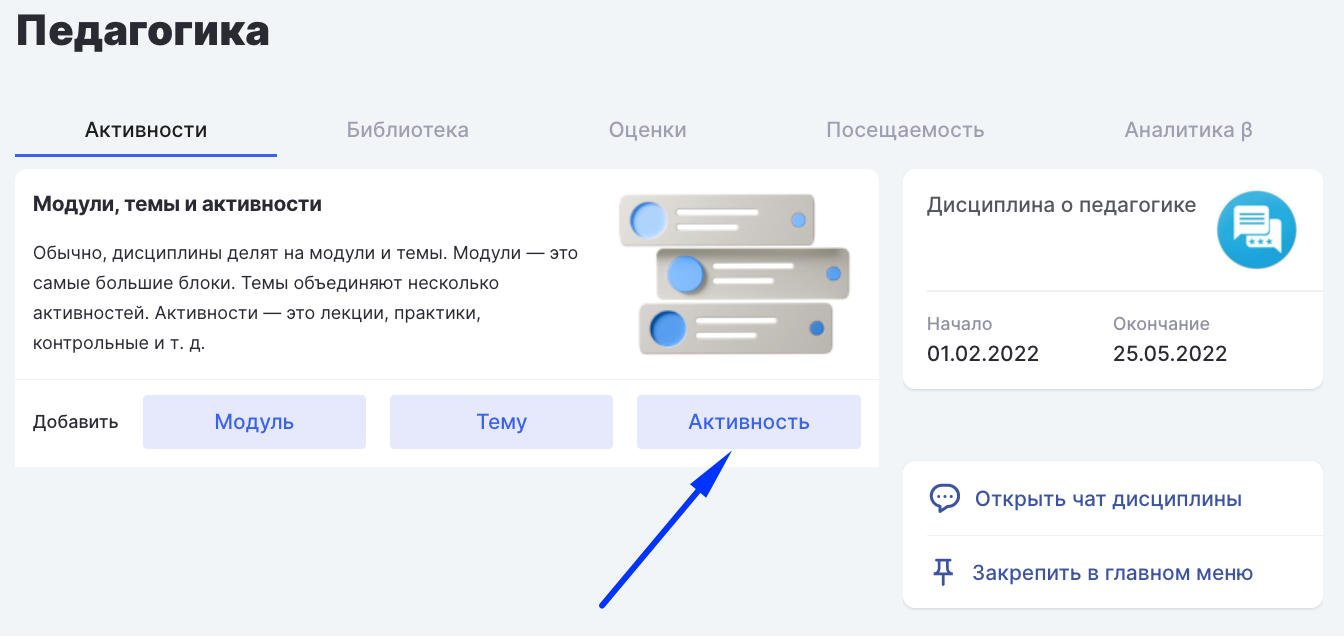 Педагогика
Активности
Библиотека
Оценки
Посещаемость
Аналитика β
Модули, темы и активности
Обычно, дисциплины делят на модули и темы. Модули — это
самые большие блоки. Темы объединяют несколько
активностей. Активности — это лекции, практики,
контрольные и т. д.
Добавить
Модуль
Тему
Активность
Дисциплина о педагогике
Начало
Окончание
01.02.2022
25.05.2022
Открыть чат дисциплины
Закрепить в главном меню